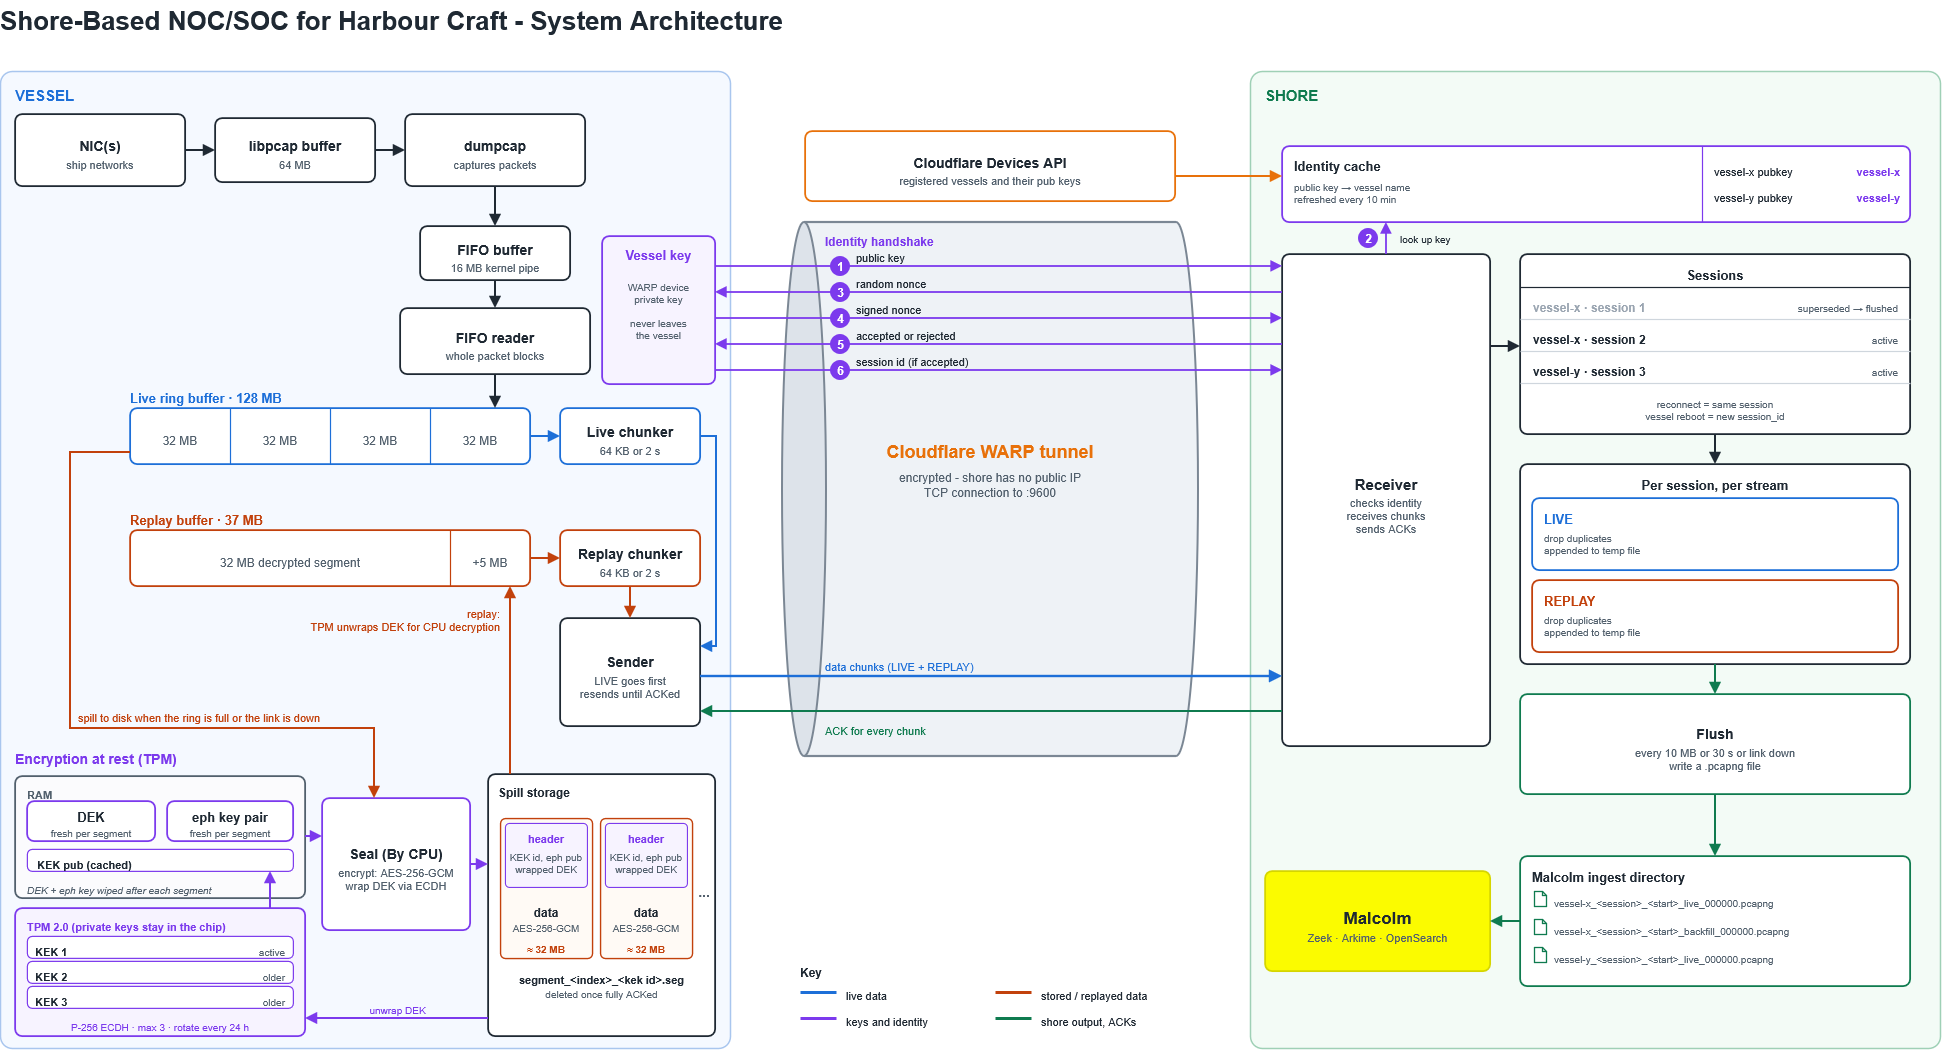 Shore-Based NOC/SOC for Harbour Craft - System Architecture
VESSEL
NIC(s)
ship networks
libpcap buffer
64 MB
dumpcap
captures packets
FIFO buffer
16 MB kernel pipe
FIFO reader
whole packet blocks
Vessel key
WARP device
private key
never leaves
the vessel
Live ring buffer · 128 MB
32 MB
32 MB
32 MB
32 MB
Live chunker
64 KB or 2 s
Replay buffer · 37 MB
32 MB decrypted segment
+5 MB
Replay chunker
64 KB or 2 s
replay:
TPM unwraps DEK for CPU decryption
Sender
LIVE goes first
resends until ACKed
spill to disk when the ring is full or the link is down
Encryption at rest (TPM)
RAM
DEK
fresh per segment
eph key pair
fresh per segment
KEK pub (cached)
DEK + eph key wiped after each segment
TPM 2.0 (private keys stay in the chip)
KEK 1
active
KEK 2
older
KEK 3
older
P-256 ECDH · max 3 · rotate every 24 h
Seal (By CPU)
encrypt: AES-256-GCM
wrap DEK via ECDH
Spill storage
header
KEK id, eph pub
wrapped DEK
data
AES-256-GCM
≈ 32 MB
header
KEK id, eph pub
wrapped DEK
data
AES-256-GCM
≈ 32 MB
...
segment_<index>_<kek id>.seg
deleted once fully ACKed
unwrap DEK
Cloudflare Devices API
registered vessels and their pub keys
Identity handshake
1
public key
3
random nonce
4
signed nonce
5
accepted or rejected
6
session id (if accepted)
Cloudflare WARP tunnel
encrypted - shore has no public IP
TCP connection to :9600
data chunks (LIVE + REPLAY)
ACK for every chunk
Key
live data
stored / replayed data
keys and identity
shore output, ACKs
SHORE
Identity cache
public key → vessel name
refreshed every 10 min
vessel-x pubkey
vessel-x
vessel-y pubkey
vessel-y
2
look up key
Receiver
checks identity
receives chunks
sends ACKs
Sessions
vessel-x · session 1
superseded → flushed
vessel-x · session 2
active
vessel-y · session 3
active
reconnect = same session
vessel reboot = new session_id
Per session, per stream
LIVE
drop duplicates
appended to temp file
REPLAY
drop duplicates
appended to temp file
Flush
every 10 MB or 30 s or link down
write a .pcapng file
Malcolm ingest directory
vessel-x_<session>_<start>_live_000000.pcapng
vessel-x_<session>_<start>_backfill_000000.pcapng
vessel-y_<session>_<start>_live_000000.pcapng
Malcolm
Zeek · Arkime · OpenSearch